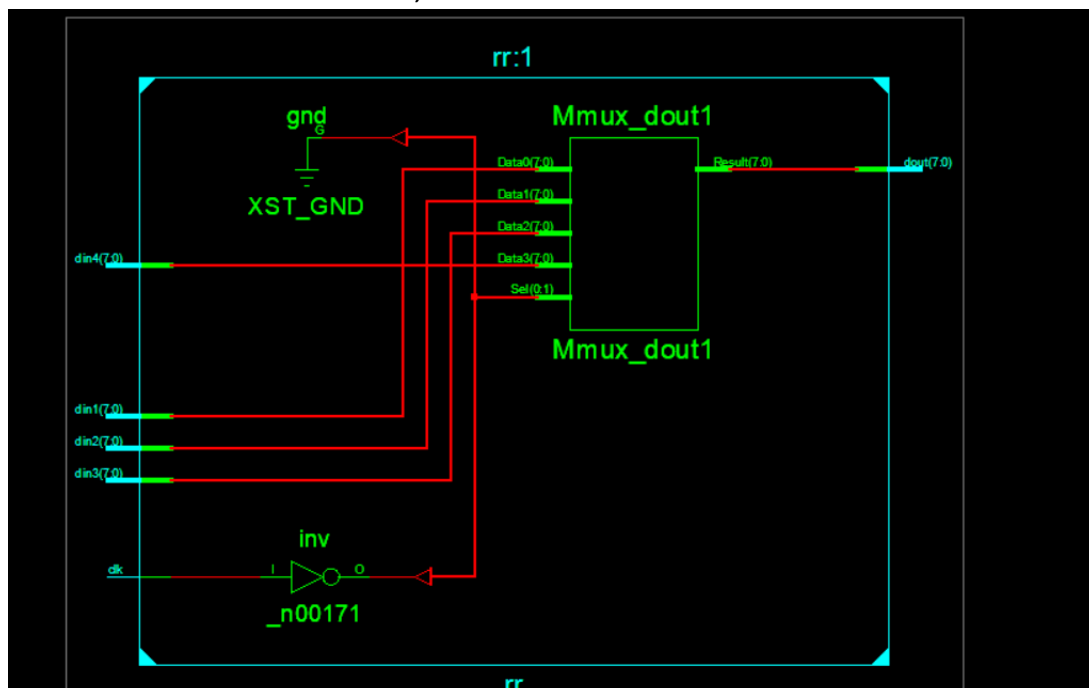 rr:1
gnd
G
XST_GND
Mmux_dout1
Data0(7:0)
Data1(7:0)
Data2(7:0)
Data3(7:0)
Sel(0:1)
Result(7:0)
dout(7:0)
Mmux_dout1
din4(7:0)
din1(7:0)
din2(7:0)
din3(7:0)
inv
clk
I
O
_n00171
rr